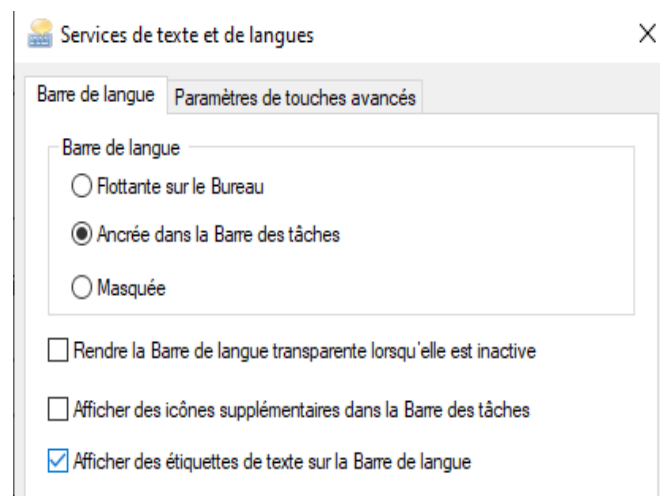 Services de texte et de langues
Barre de langue
Paramètres de touches avancés
Barre de langue
Flottante sur le Bureau
Ancrée dans la Barre des tâches
Masquée
Rendre la Barre de langue transparente lorsqu'elle est inactive
Afficher des icônes supplémentaires dans la Barre des tâches
Afficher des étiquettes de texte sur la Barre de langue